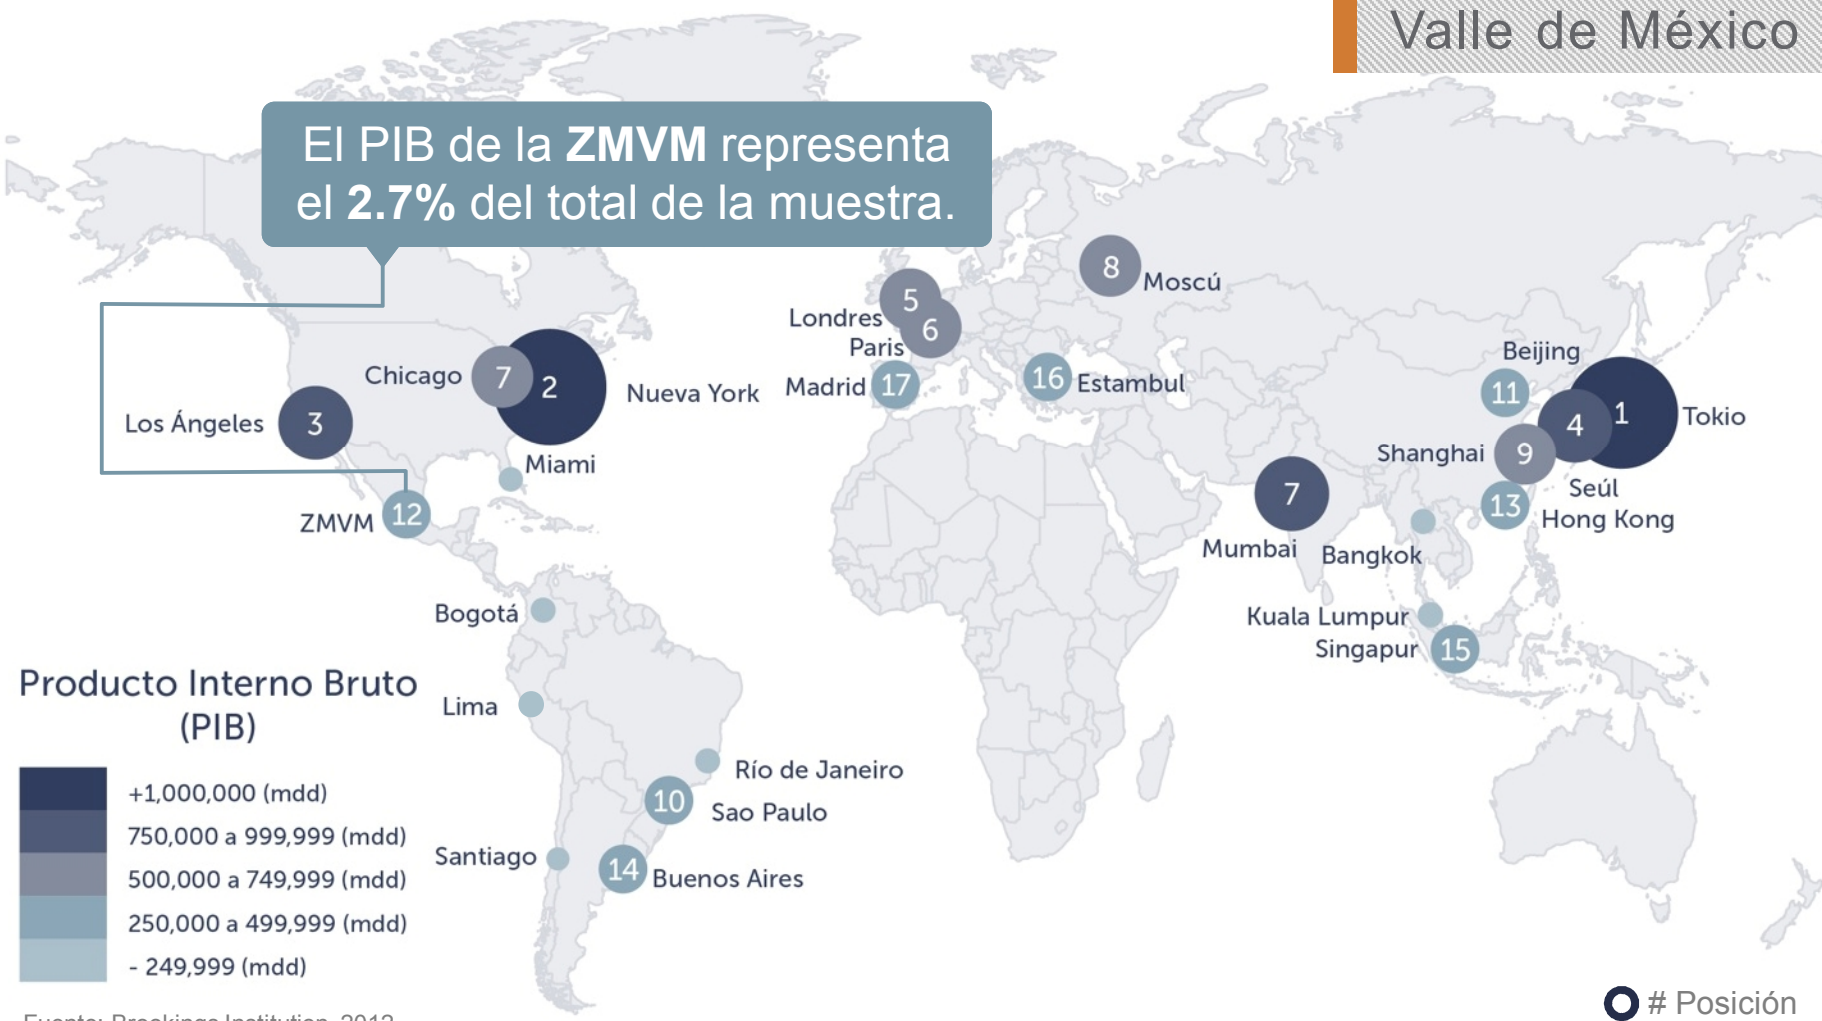 Valle de México
El PIB de la ZMVM representa
el 2.7% del total de la muestra.
8
Moscú
5
Londres
6
Paris
Beijing
Chicago
7
2
Nueva York
Madrid
17
16
Estambul
11
Los Ángeles
3
4
1
Tokio
Miami
Shanghai
9
Seúl
7
13
Hong Kong
ZMVM
12
Mumbai
Bangkok
Bogotá
Kuala Lumpur
Singapur
15
Producto Interno Bruto
(PIB)
Lima
Río de Janeiro
10
Sao Paulo
Santiago
14
Buenos Aires
+1,000,000 (mdd)
750,000 a 999,999 (mdd)
500,000 a 749,999 (mdd)
250,000 a 499,999 (mdd)
- 249,999 (mdd)
# Posición
Fuente: Brookings Institution, 2012